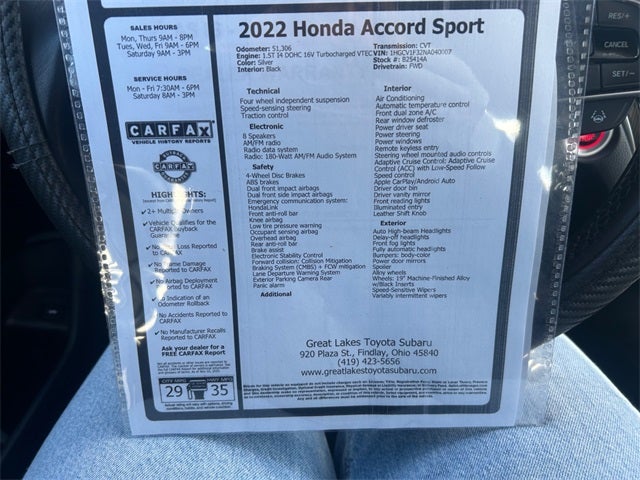 SALES HOURS
Mon, Thurs 9AM - 8PM
Tues, Wed, Fri 9AM - 6PM
Saturday 9AM - 3PM
SERVICE HOURS
Mon - Fri 7:30AM - 6PM
Saturday 8AM - 3PM
CARFAX
VEHICLE HISTORY REPORTS
CARFAX
HIGHLIGHTS:
2+ Multiple Owners
Vehicle Qualifies for the
CARFAX Buyback
Guarantee
No Total Loss Reported
to CARFAX
No Frame Damage
Reported to CARFAX
No Airbag Deployment
Reported to CARFAX
No Indication of an
Odometer Rollback
No Accidents Reported
to CARFAX
No Manufacturer Recalls
Reported to CARFAX
Ask your dealer for a
FREE CARFAX Report
CITY MPG
29
HWY MPG
35
2022 Honda Accord Sport
Odometer: 51,306
Engine: 1.5T I4 DOHC 16V Turbocharged VTEC
Color: Silver
Interior: Black
Transmission: CVT
VIN: 1HGCV1F32NA040007
Stock #: B25414A
Drivetrain: FWD
Technical
Four wheel independent suspension
Speed-sensing steering
Traction control
Electronic
8 Speakers
AM/FM radio
Radio data system
Radio: 180-Watt AM/FM Audio System
Safety
4-Wheel Disc Brakes
ABS brakes
Dual front impact airbags
Dual front side impact airbags
Emergency communication system:
HondaLink
Front anti-roll bar
Knee airbag
Low tire pressure warning
Occupant sensing airbag
Overhead airbag
Rear anti-roll bar
Brake assist
Electronic Stability Control
Forward collision: Collision Mitigation
Braking System (CMBS) + FCW mitigation
Lane Departure Warning System
Exterior Parking Camera Rear
Panic alarm
Additional
Interior
Air Conditioning
Automatic temperature control
Front dual zone A/C
Rear window defroster
Power driver seat
Power steering
Power windows
Remote keyless entry
Steering wheel mounted audio controls
Adaptive Cruise Control: Adaptive Cruise
Control (ACC) with Low-Speed Follow
Speed control
Apple CarPlay/Android Auto
Driver door bin
Driver vanity mirror
Front reading lights
Illuminated entry
Leather Shift Knob
Exterior
Auto High-beam Headlights
Delay-off headlights
Front fog lights
Fully automatic headlights
Bumpers: body-color
Power door mirrors
Spoiler
Alloy wheels
Wheels: 19" Machine-Finished Alloy
w/Black Inserts
Speed-Sensitive Wipers
Variably intermittent wipers
Great Lakes Toyota Subaru
920 Plaza St., Findlay, Ohio 45840
(419) 423-5656
www.greatlakestoyotasubaru.com
RES/+
CANCEL
SET/−